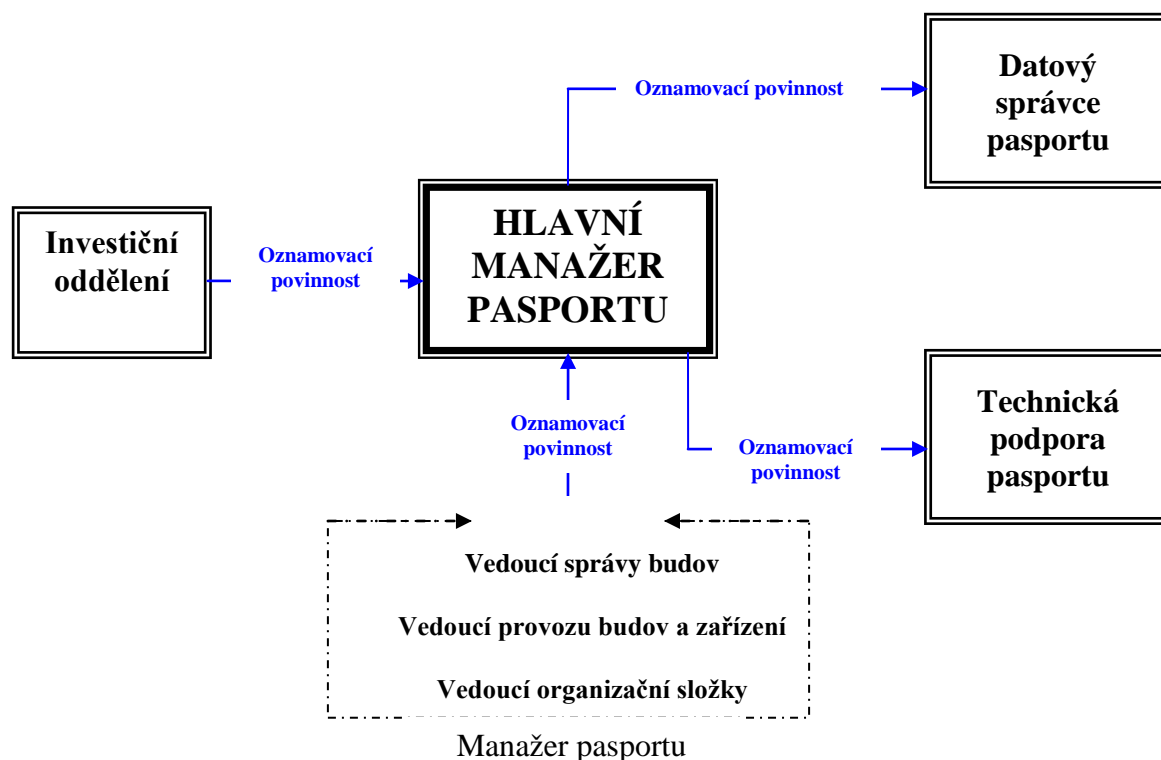 Datový
správce
pasportu
Oznamovací povinnost
HLAVNÍ
MANAŽER
PASPORTU
Investiční
oddělení
Oznamovací
povinnost
Technická
podpora
pasportu
Oznamovací
povinnost
Oznamovací
povinnost
Vedoucí správy budov
Vedoucí provozu budov a zařízení
Vedoucí organizační složky
Manažer pasportu